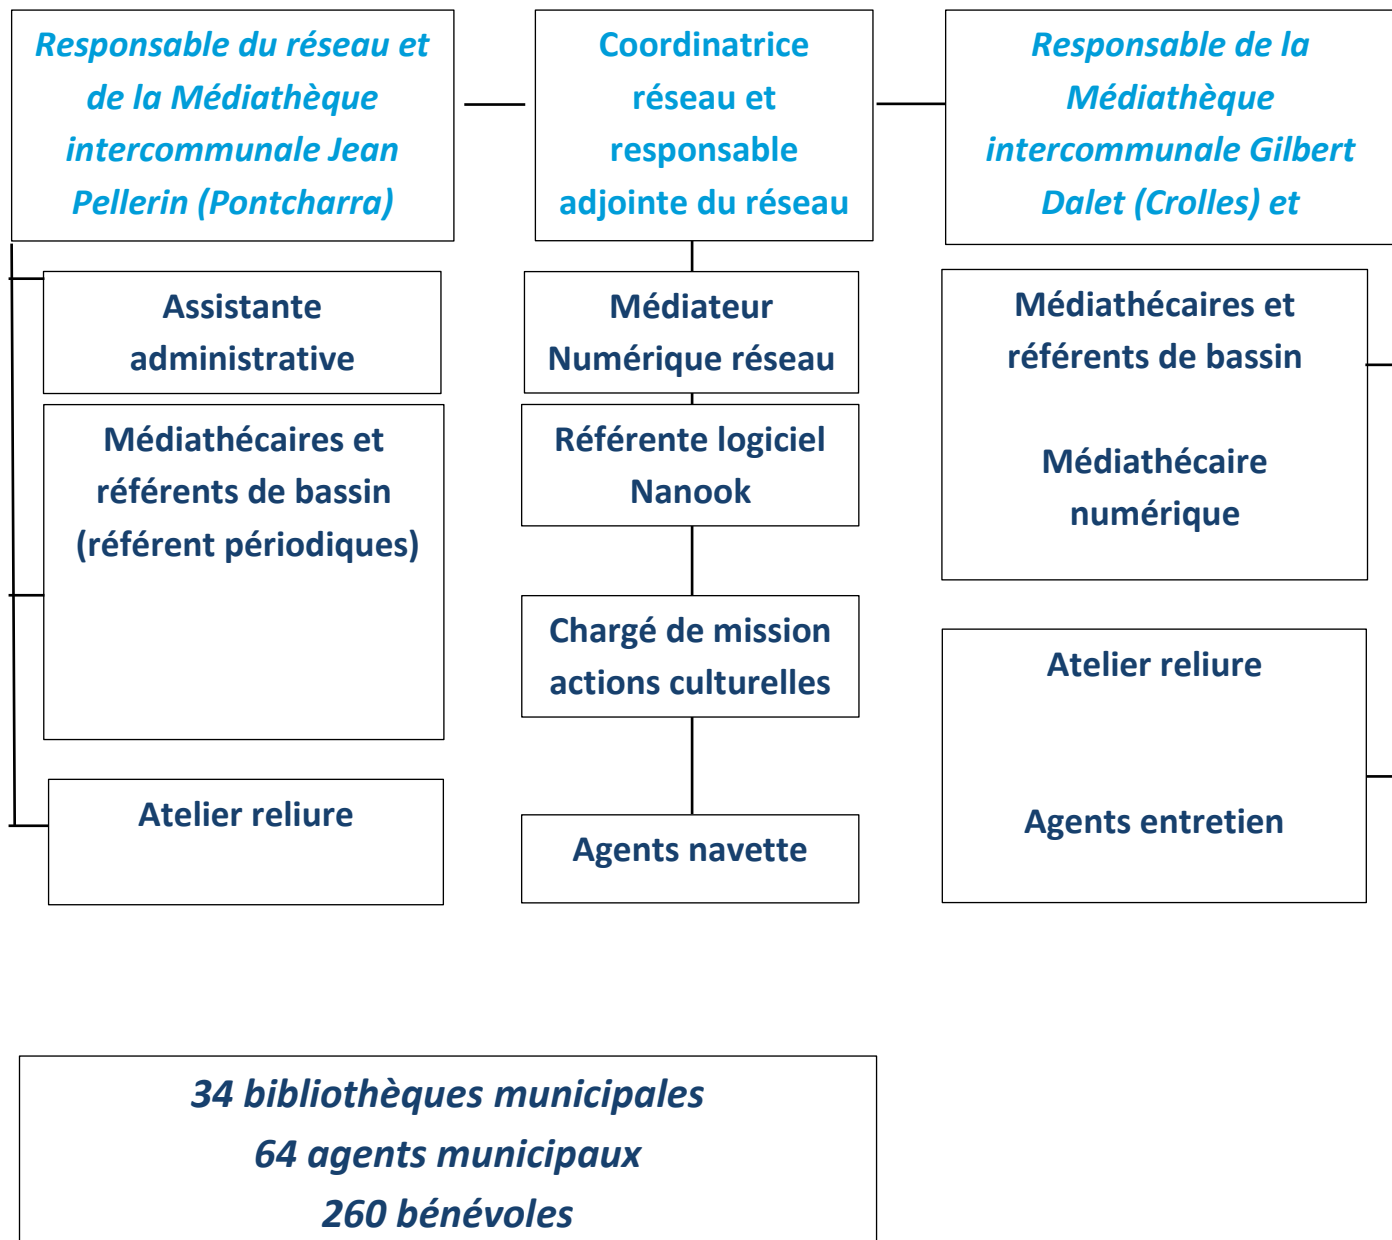 Responsable du réseau et
de la Médiathèque
intercommunale Jean
Pellerin (Pontcharra)
Coordinatrice
réseau et
responsable
adjointe du réseau
Responsable de la
Médiathèque
intercommunale Gilbert
Dalet (Crolles) et
Assistante
administrative
Médiathécaires et
référents de bassin
(référent périodiques)
Atelier reliure
Médiateur
Numérique réseau
Référente logiciel
Nanook
Chargé de mission
actions culturelles
Agents navette
Médiathécaires et
référents de bassin
Médiathécaire
numérique
Atelier reliure
Agents entretien
34 bibliothèques municipales
64 agents municipaux
260 bénévoles